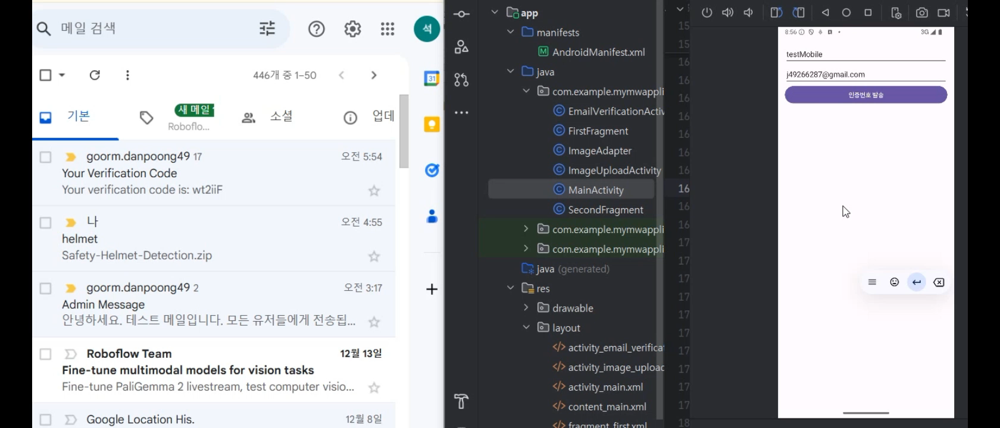 메일 검색
석
446개 중 1–50
31
기본
새 메일
Roboflo...
소셜
업데
goorm.danpoong49 17
오전 5:54
Your Verification Code
Your verification code is: wt2iiF
나
오전 4:55
helmet
Safety-Helmet-Detection.zip
goorm.danpoong49 2
오전 3:17
Admin Message
안녕하세요. 테스트 메일입니다. 모든 유저들에게 전송됩...
Roboflow Team
12월 13일
Fine-tune multimodal models for vision tasks
Fine-tune PaliGemma 2 livestream, test computer visio...
Google Location His.
12월 8일
app
manifests
AndroidManifest.xml
java
com.example.mymwappli
EmailVerificationActiv
FirstFragment
ImageAdapter
ImageUploadActivity
MainActivity
SecondFragment
com.example.mymwappli
com.example.mymwappli
java (generated)
res
drawable
layout
activity_email_verifica
activity_image_upload
activity_main.xml
content_main.xml
fragment_first.xml
15
15
16
16
16
16
16
16
16
16
16
16
17
17
17
17
17
17
17
17
17
17
18
8:56
3G
testMobile
j49266287@gmail.com
인증번호 발송